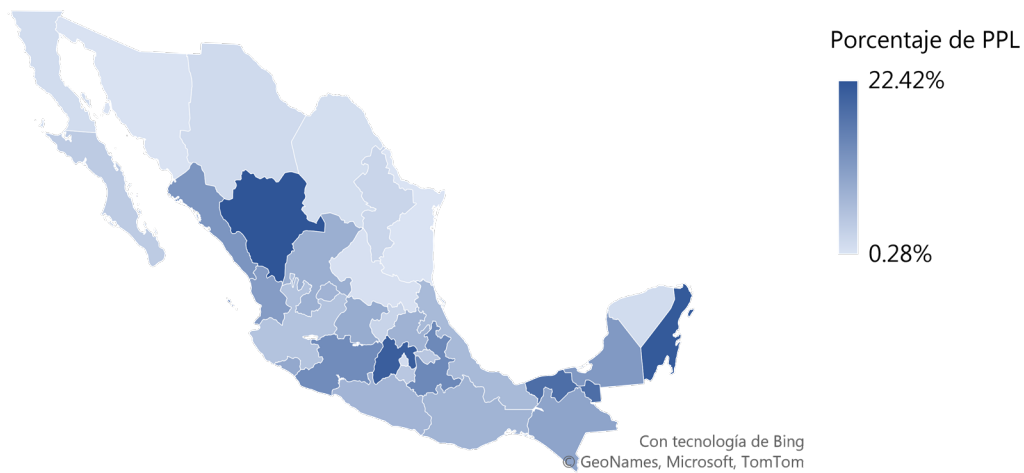 Porcentaje de PPL
22.42%
0.28%
Con tecnología de Bing
© GeoNames, Microsoft, TomTom